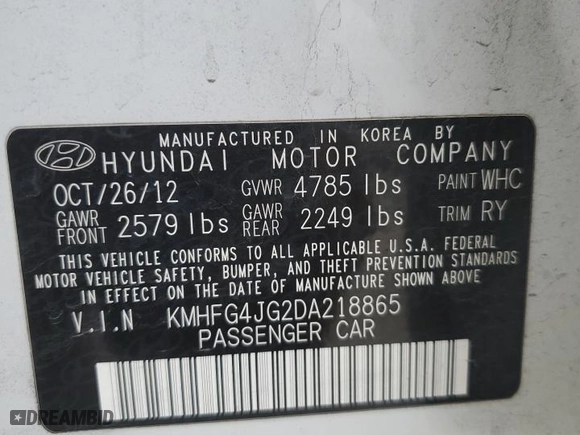 MANUFACTURED IN KOREA BY
HYUNDAI MOTOR COMPANY
OCT/26/12 GVWR 4785 lbs PAINT WHC
GAWR FRONT 2579 lbs GAWR REAR 2249 lbs TRIM RY
THIS VEHICLE CONFORMS TO ALL APPLICABLE U.S.A. FEDERAL
MOTOR VEHICLE SAFETY, BUMPER, AND THEFT PREVENTION STANDARDS
IN EFFECT ON THE DATE OF MANUFACTURE SHOWN ABOVE
V.I.N KMHFG4JG2DA218865
PASSENGER CAR
DREAMBID